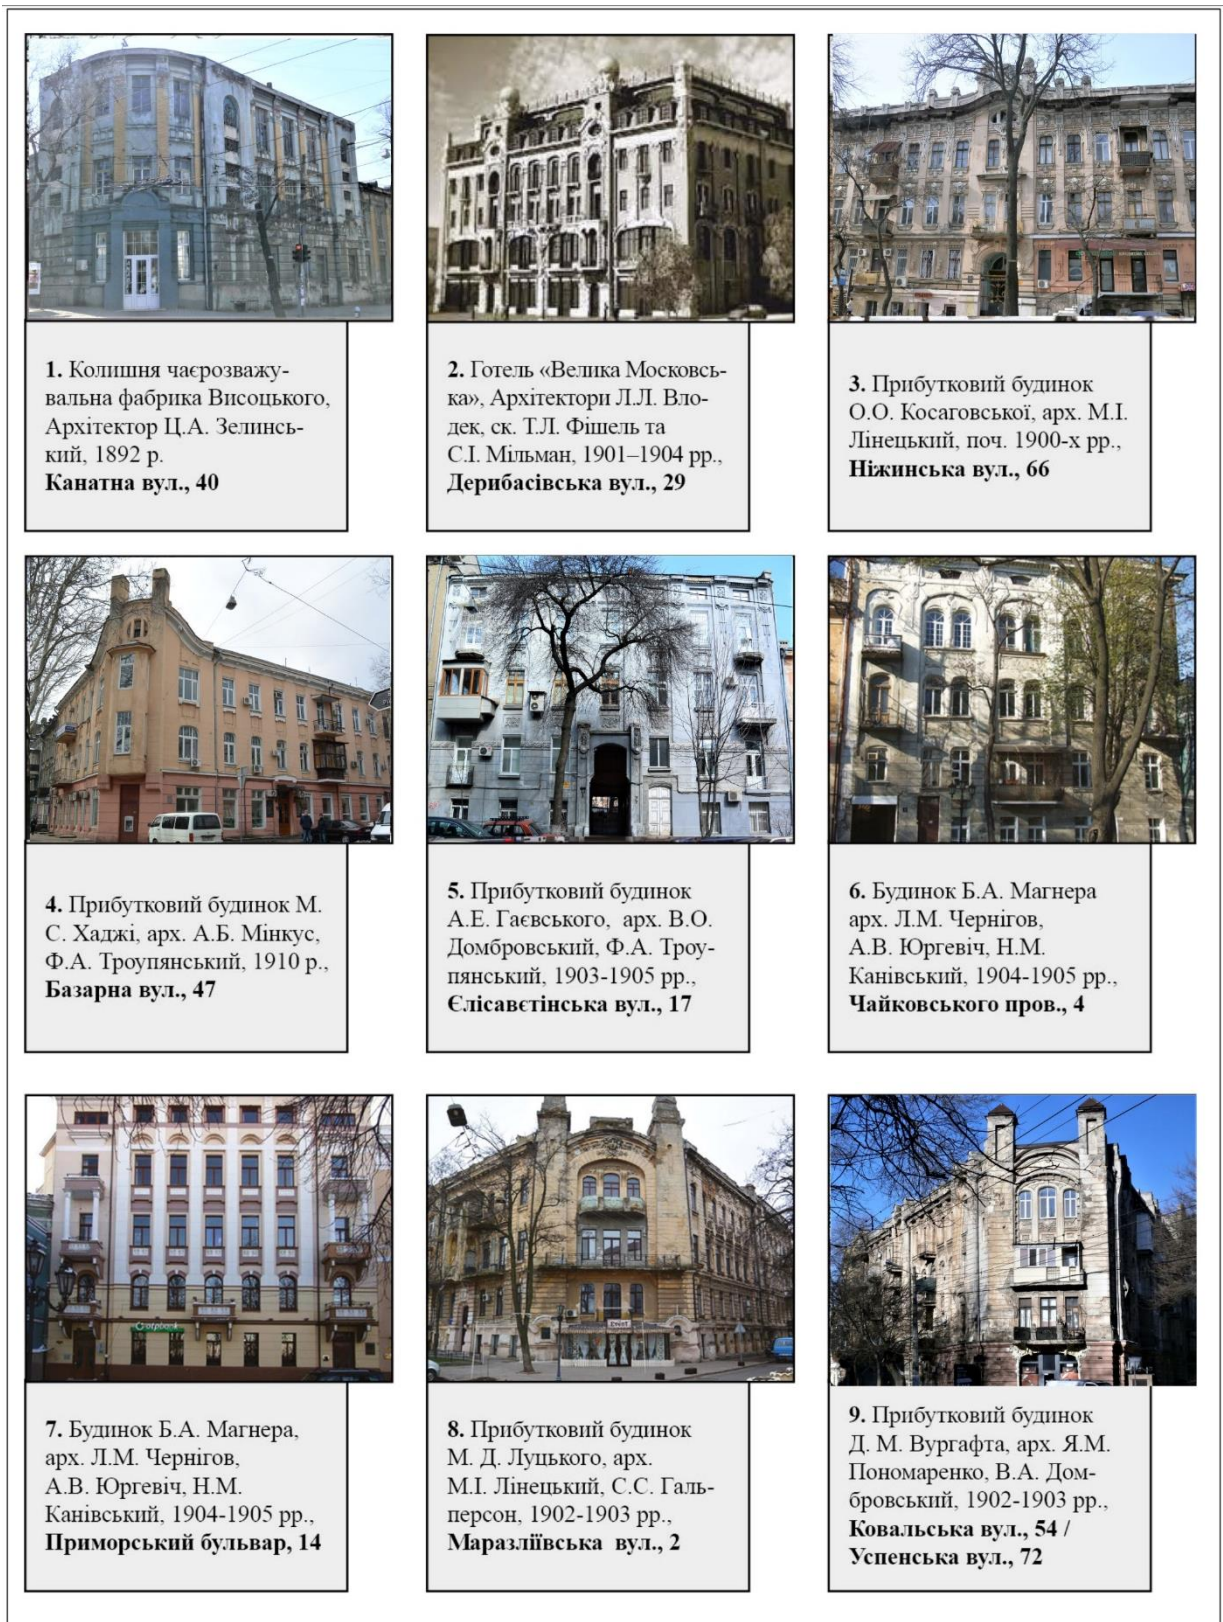 1. Колишня чаєрозважу-
вальна фабрика Висоцького,
Архітектор Ц.А. Зелинсь-
кий, 1892 р.
Канатна вул., 40
2. Готель «Велика Московсь-
ка», Архітектори Л.Л. Вло-
дек, ск. Т.Л. Фішель та
С.І. Мільман, 1901–1904 рр.,
Дерибасівська вул., 29
3. Прибутковий будинок
О.О. Косаговської, арх. М.І.
Лінецький, поч. 1900-х рр.,
Ніжинська вул., 66
4. Прибутковий будинок М.
С. Хаджі, арх. А.Б. Мінкус,
Ф.А. Троупянський, 1910 р.,
Базарна вул., 47
5. Прибутковий будинок
А.Е. Гаєвського, арх. В.О.
Домбровський, Ф.А. Троу-
пянський, 1903-1905 рр.,
Єлісавєтінська вул., 17
6. Будинок Б.А. Магнера
арх. Л.М. Чернігов,
А.В. Юргевіч, Н.М.
Канівський, 1904-1905 рр.,
Чайковського пров., 4
otpbank
7. Будинок Б.А. Магнера,
арх. Л.М. Чернігов,
А.В. Юргевіч, Н.М.
Канівський, 1904-1905 рр.,
Приморський бульвар, 14
8. Прибутковий будинок
М. Д. Луцького, арх.
М.І. Лінецький, С.С. Галь-
персон, 1902-1903 рр.,
Маразліївська вул., 2
9. Прибутковий будинок
Д. М. Вургафта, арх. Я.М.
Пономаренко, В.А. Дом-
бровський, 1902-1903 рр.,
Ковальська вул., 54 /
Успенська вул., 72